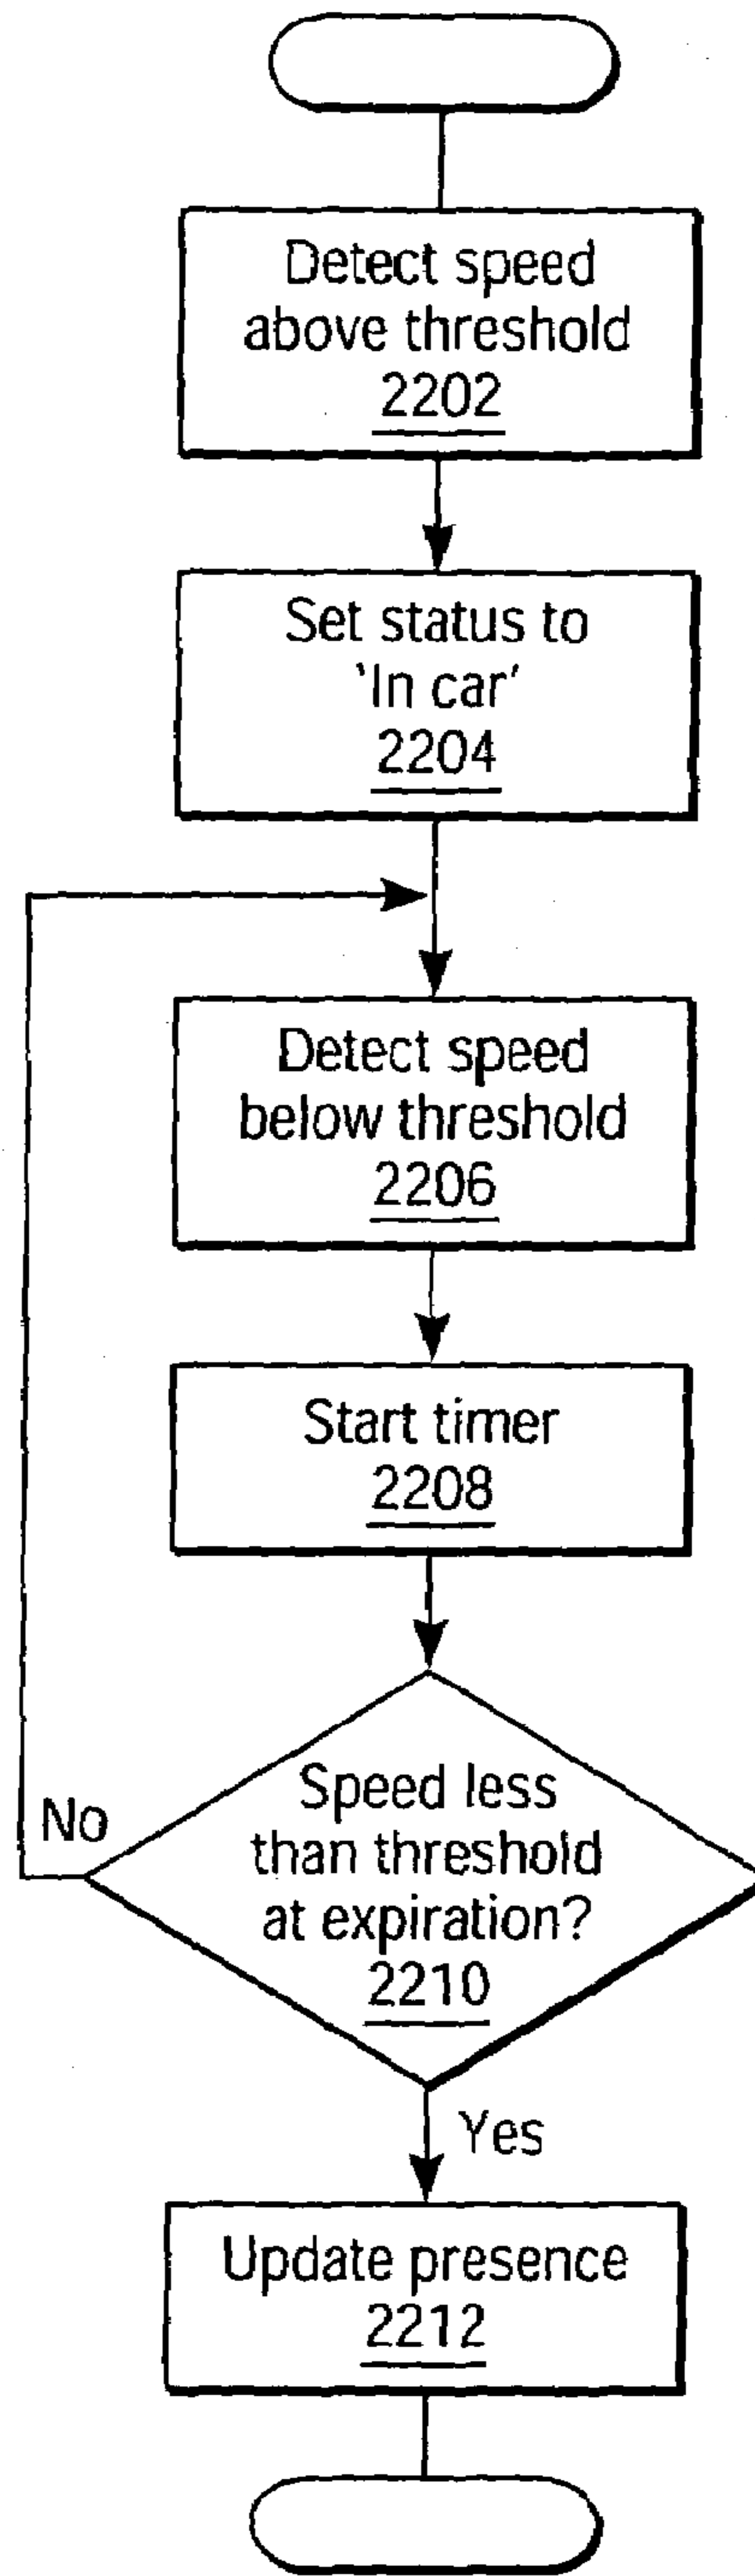 Detect speed
above threshold
2202
Set status to
'In car'
2204
Detect speed
below threshold
2206
Start timer
2208
Speed less
than threshold
at expiration?
2210
No
Yes
Update presence
2212